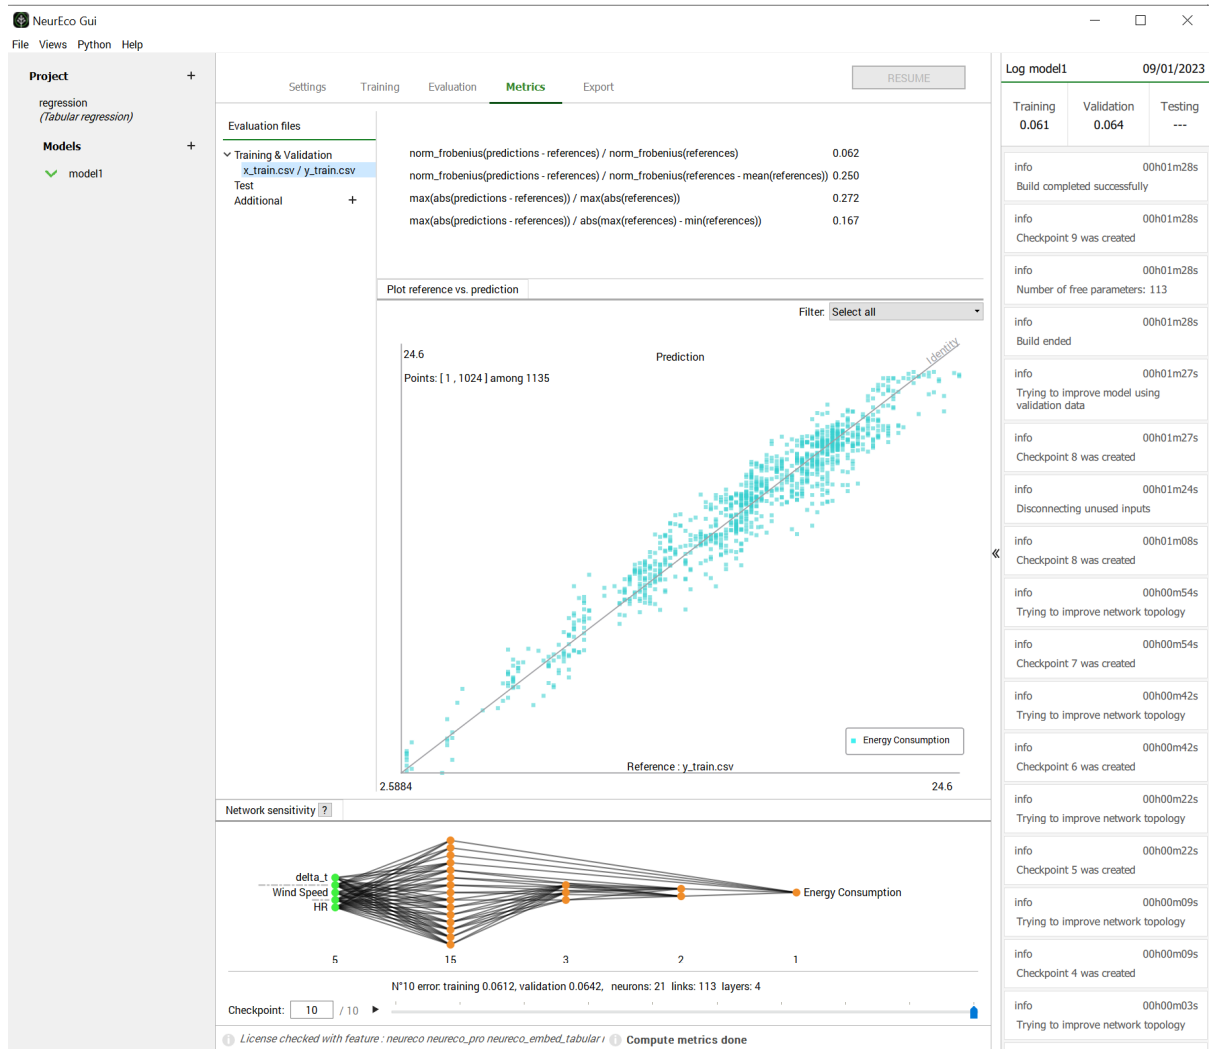 NeurEco Gui
File Views Python Help
Project +
regression
(Tabular regression)
Models +
model1
Settings Training Evaluation Metrics Export
RESUME
Evaluation files
Training & Validation
x_train.csv / y_train.csv
Test
Additional +
norm_frobenius(predictions - references) / norm_frobenius(references) 0.062
norm_frobenius(predictions - references) / norm_frobenius(references - mean(references)) 0.250
max(abs(predictions - references)) / max(abs(references)) 0.272
max(abs(predictions - references)) / abs(max(references) - min(references)) 0.167
Plot reference vs. prediction
Filter: Select all
24.6
Prediction
Identity
Points: [ 1 , 1024 ] among 1135
Energy Consumption
Reference : y_train.csv
2.5884
24.6
Network sensitivity ?
delta_t
Wind Speed
HR
Energy Consumption
5 15 3 2 1
N°10 error: training 0.0612, validation 0.0642, neurons: 21 links: 113 layers: 4
Checkpoint: 10 / 10
License checked with feature : neureco neureco_pro neureco_embed_tabular
Compute metrics done
Log model1 09/01/2023
Training Validation Testing
0.061 0.064 ---
info 00h01m28s
Build completed successfully
info 00h01m28s
Checkpoint 9 was created
info 00h01m28s
Number of free parameters: 113
info 00h01m28s
Build ended
info 00h01m27s
Trying to improve model using
validation data
info 00h01m27s
Checkpoint 8 was created
info 00h01m24s
Disconnecting unused inputs
info 00h01m08s
Checkpoint 8 was created
info 00h00m54s
Trying to improve network topology
info 00h00m54s
Checkpoint 7 was created
info 00h00m42s
Trying to improve network topology
info 00h00m42s
Checkpoint 6 was created
info 00h00m22s
Trying to improve network topology
info 00h00m22s
Checkpoint 5 was created
info 00h00m09s
Trying to improve network topology
info 00h00m09s
Checkpoint 4 was created
info 00h00m03s
Trying to improve network topology